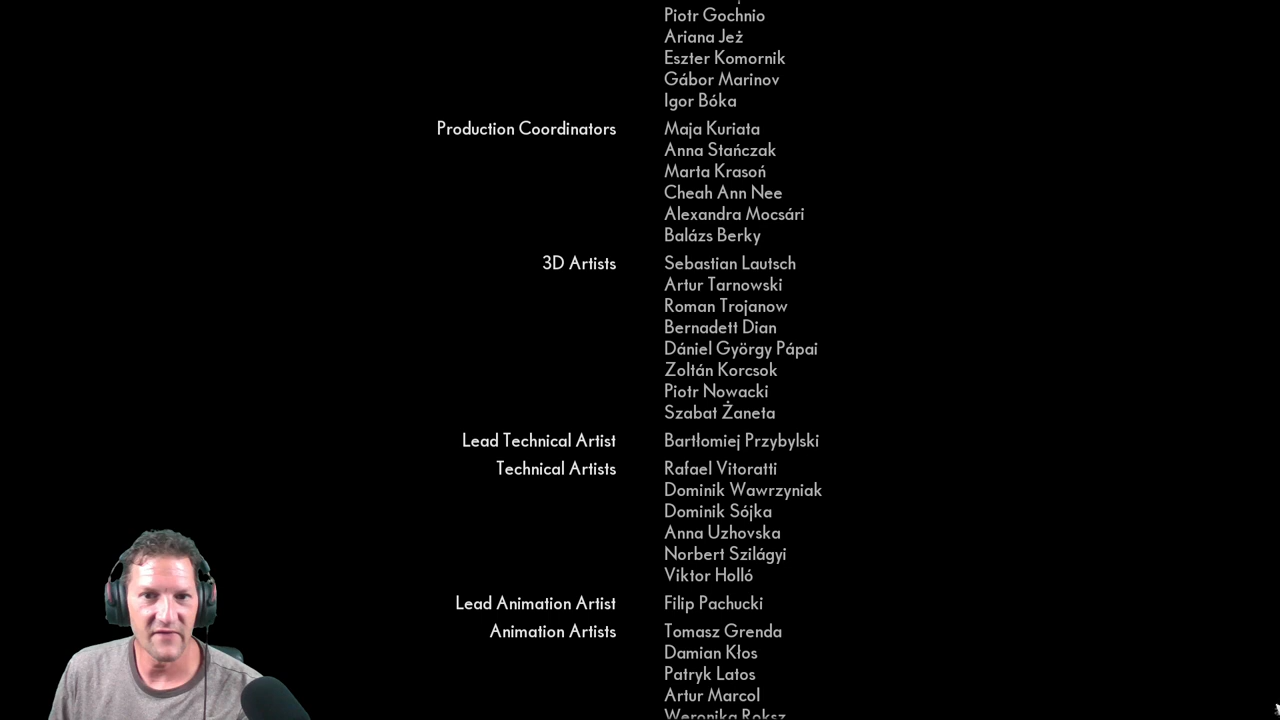 Piotr Gochnio
Ariana Jeż
Eszter Komornik
Gábor Marinov
Igor Bóka
Production Coordinators Maja Kuriata
Anna Stańczak
Marta Krasoń
Cheah Ann Nee
Alexandra Mocsári
Balázs Berky
3D Artists Sebastian Lautsch
Artur Tarnowski
Roman Trojanow
Bernadett Dian
Dániel György Pápai
Zoltán Korcsok
Piotr Nowacki
Szabat Żaneta
Lead Technical Artist Bartłomiej Przybylski
Technical Artists Rafael Vitoratti
Dominik Wawrzyniak
Dominik Sójka
Anna Uzhovska
Norbert Szilágyi
Viktor Holló
Lead Animation Artist Filip Pachucki
Animation Artists Tomasz Grenda
Damian Kłos
Patryk Latos
Artur Marcol
Weronika Roksz